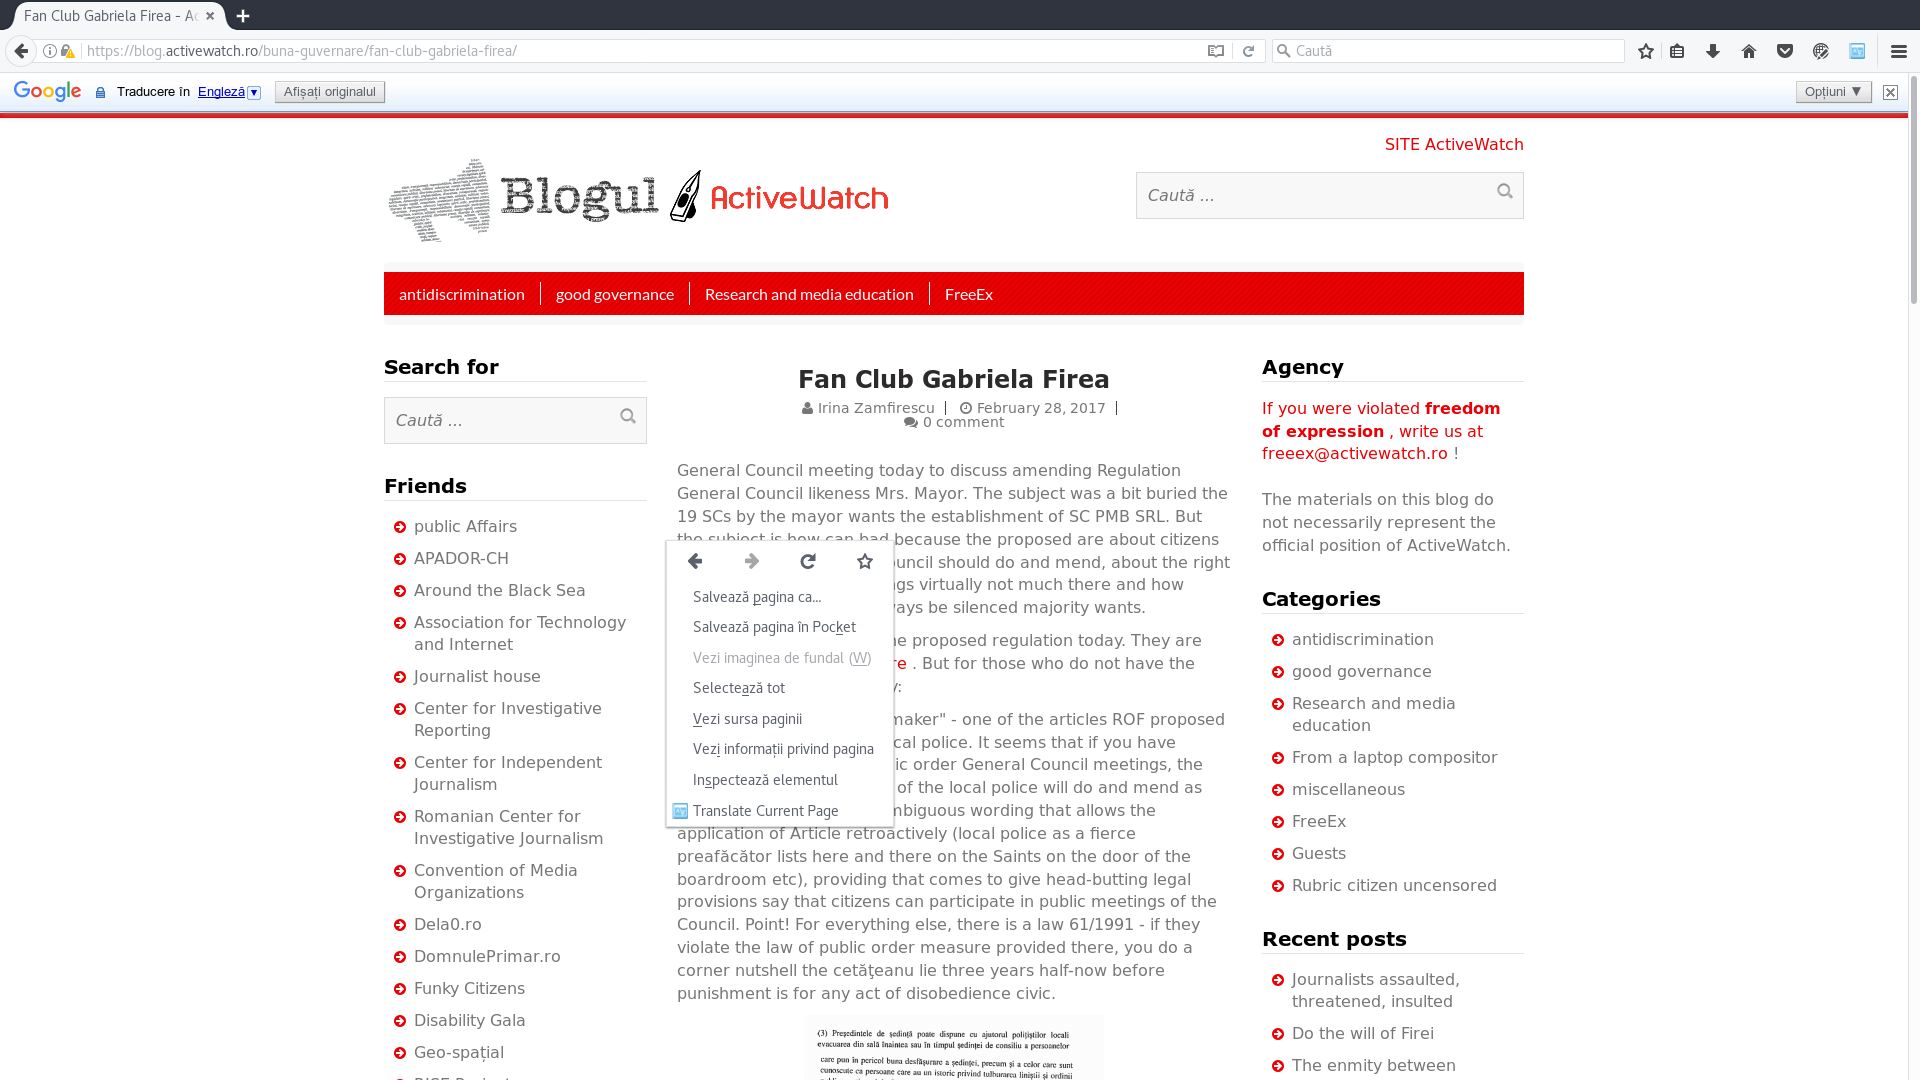 Fan Club Gabriela Firea - Ac
https://blog.activewatch.ro/buna-guvernare/fan-club-gabriela-firea/
Caută
Google
Traducere în Engleză
Afișați originalul
Opțiuni ▼
SITE ActiveWatch
Blogul ActiveWatch
Caută ...
antidiscrimination
good governance
Research and media education
FreeEx
Search for
Caută ...
Friends
public Affairs
APADOR-CH
Around the Black Sea
Association for Technology
and Internet
Journalist house
Center for Investigative
Reporting
Center for Independent
Journalism
Romanian Center for
Investigative Journalism
Convention of Media
Organizations
Dela0.ro
DomnulePrimar.ro
Funky Citizens
Disability Gala
Geo-spațial
Fan Club Gabriela Firea
Irina Zamfirescu
February 28, 2017
0 comment
General Council meeting today to discuss amending Regulation
General Council likeness Mrs. Mayor. The subject was a bit buried the
19 SCs by the mayor wants the establishment of SC PMB SRL. But
the subject is how can bad because the proposed are about citizens
uncil should do and mend, about the right
gs virtually not much there and how
ways be silenced majority wants.
he proposed regulation today. They are
re . But for those who do not have the
y:
maker" - one of the articles ROF proposed
cal police. It seems that if you have
ic order General Council meetings, the
of the local police will do and mend as
mbiguous wording that allows the
application of Article retroactively (local police as a fierce
preafăcător lists here and there on the Saints on the door of the
boardroom etc), providing that comes to give head-butting legal
provisions say that citizens can participate in public meetings of the
Council. Point! For everything else, there is a law 61/1991 - if they
violate the law of public order measure provided there, you do a
corner nutshell the cetăţeanu lie three years half-now before
punishment is for any act of disobedience civic.
(3) Președintele de ședință poate dispune cu ajutorul polițiștilor locali
evacuarea din sală înaintea sau în timpul ședinței de consiliu a persoanelor
care pun în pericol buna desfășurare a ședinței, precum și a celor care sunt
cunoscute ca persoane care au un istoric privind tulburarea liniștii și ordinii
Salvează pagina ca...
Salvează pagina în Pocket
Vezi imaginea de fundal (W)
Selectează tot
Vezi sursa paginii
Vezi informații privind pagina
Inspectează elementul
Translate Current Page
Agency
If you were violated freedom
of expression , write us at
freeex@activewatch.ro !
The materials on this blog do
not necessarily represent the
official position of ActiveWatch.
Categories
antidiscrimination
good governance
Research and media
education
From a laptop compositor
miscellaneous
FreeEx
Guests
Rubric citizen uncensored
Recent posts
Journalists assaulted,
threatened, insulted
Do the will of Firei
The enmity between